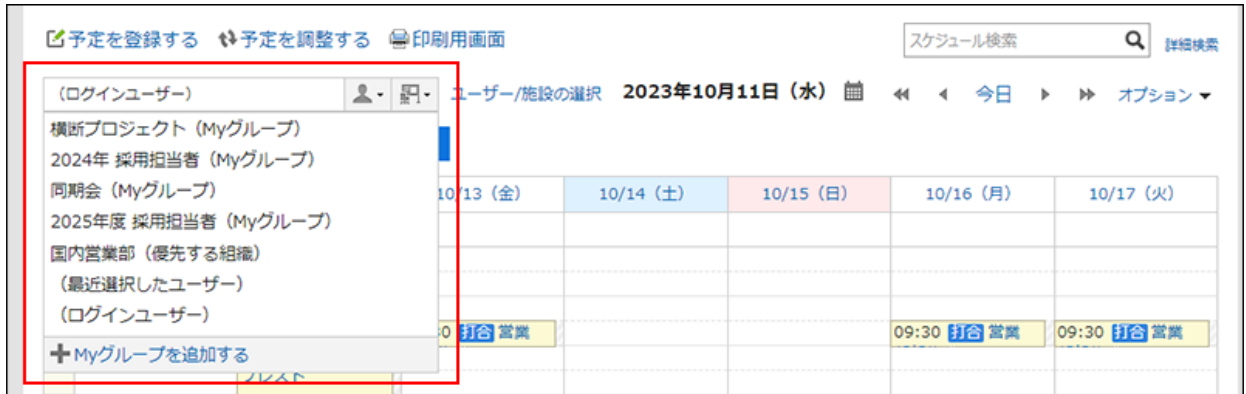 予定を登録する 予定を調整する 印刷用画面 スケジュール検索 詳細検索
（ログインユーザー） ユーザー/施設の選択 2023年10月11日（水） 今日 オプション
横断プロジェクト（Myグループ）
2024年 採用担当者（Myグループ）
同期会（Myグループ）
2025年度 採用担当者（Myグループ）
国内営業部（優先する組織）
（最近選択したユーザー）
（ログインユーザー）
Myグループを追加する
10/13（金） 10/14（土） 10/15（日） 10/16（月） 10/17（火）
打合 営業 09:30 打合 営業 09:30 打合 営業